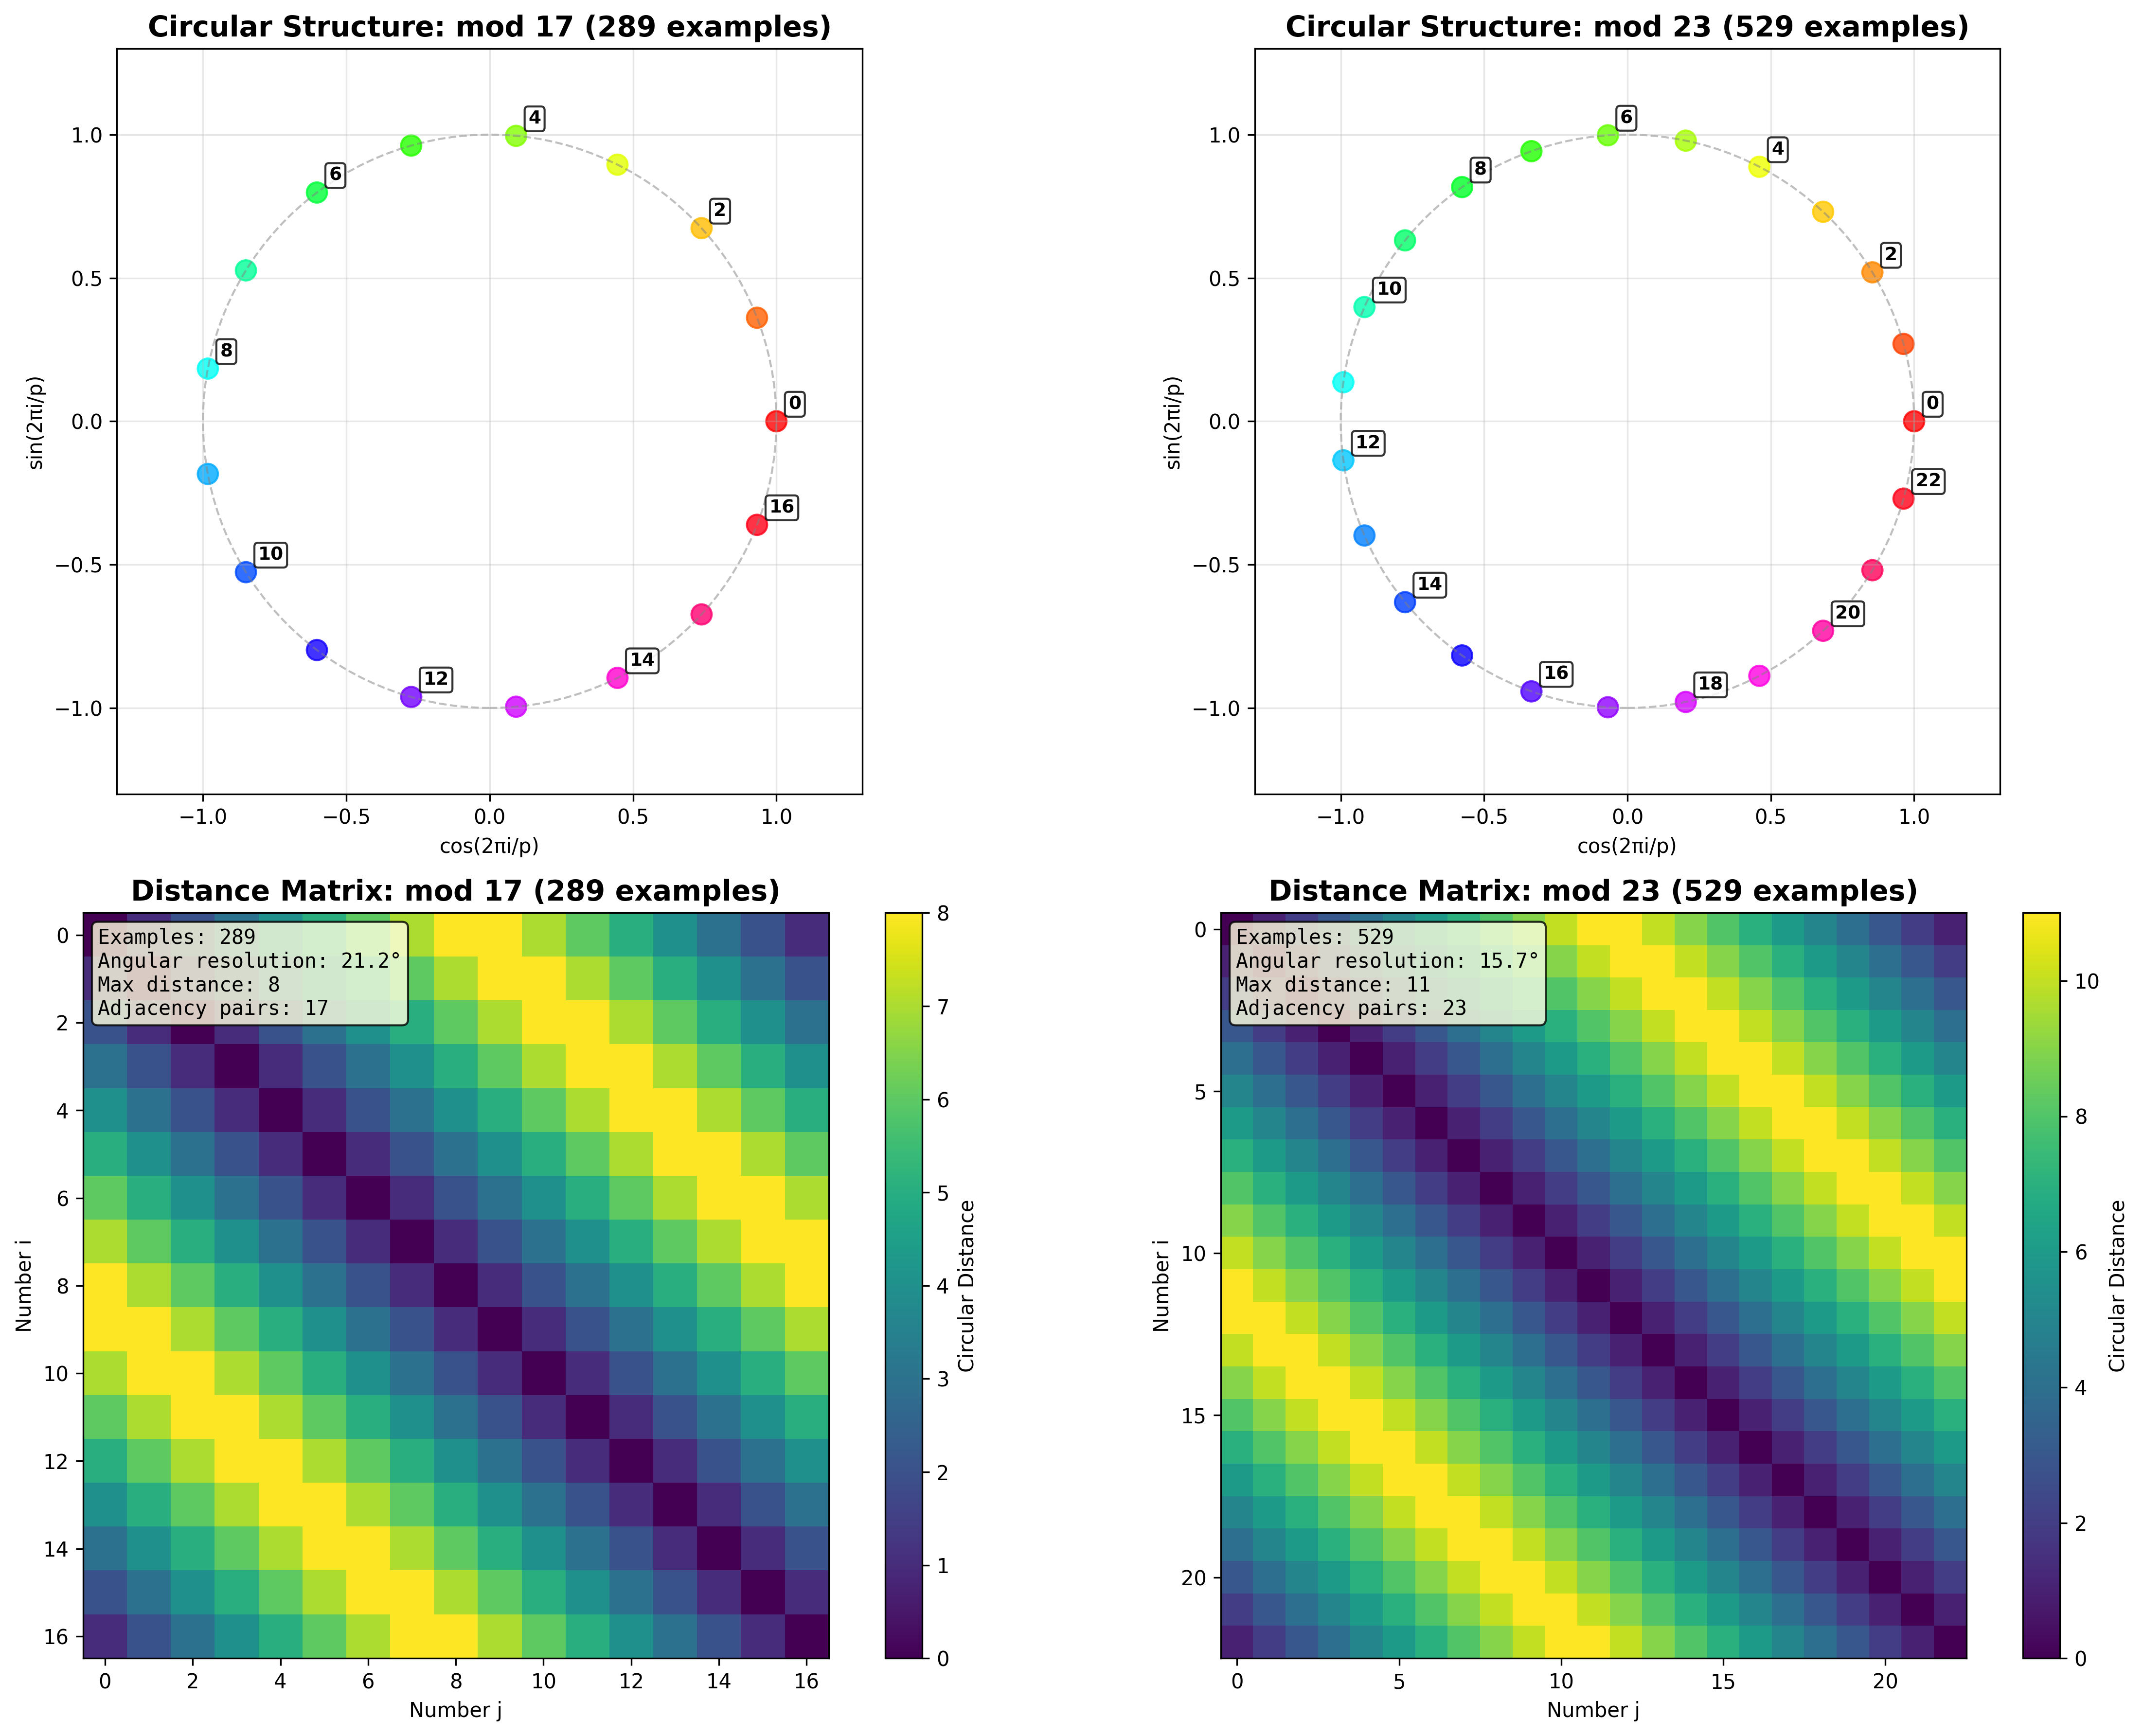 Circular Structure: mod 17 (289 examples)
1.0
0.5
0.0
−0.5
−1.0
sin(2πi/p)
4
6
2
8
0
16
10
14
12
−1.0 −0.5 0.0 0.5 1.0
cos(2πi/p)
Circular Structure: mod 23 (529 examples)
1.0
0.5
0.0
−0.5
−1.0
sin(2πi/p)
6
4
8
2
10
0
12
22
14
20
16
18
−1.0 −0.5 0.0 0.5 1.0
cos(2πi/p)
Distance Matrix: mod 17 (289 examples)
Examples: 289
Angular resolution: 21.2°
Max distance: 8
Adjacency pairs: 17
0
2
4
6
8
10
12
14
16
Number i
0 2 4 6 8 10 12 14 16
Number j
8
7
6
5
4
3
2
1
0
Circular Distance
Distance Matrix: mod 23 (529 examples)
Examples: 529
Angular resolution: 15.7°
Max distance: 11
Adjacency pairs: 23
0
5
10
15
20
Number i
0 5 10 15 20
Number j
10
8
6
4
2
0
Circular Distance